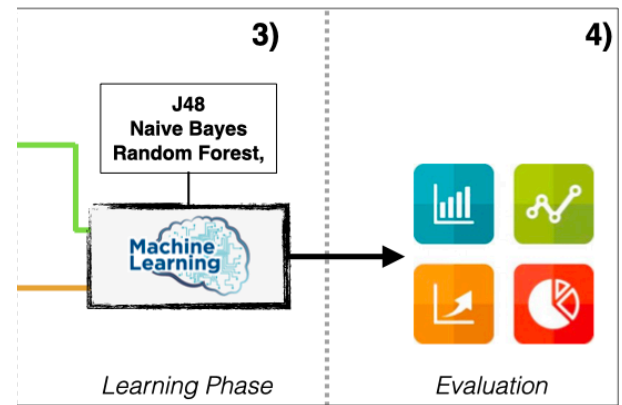 3)
4)
J48
Naive Bayes
Random Forest,
Machine
Learning
Learning Phase
Evaluation